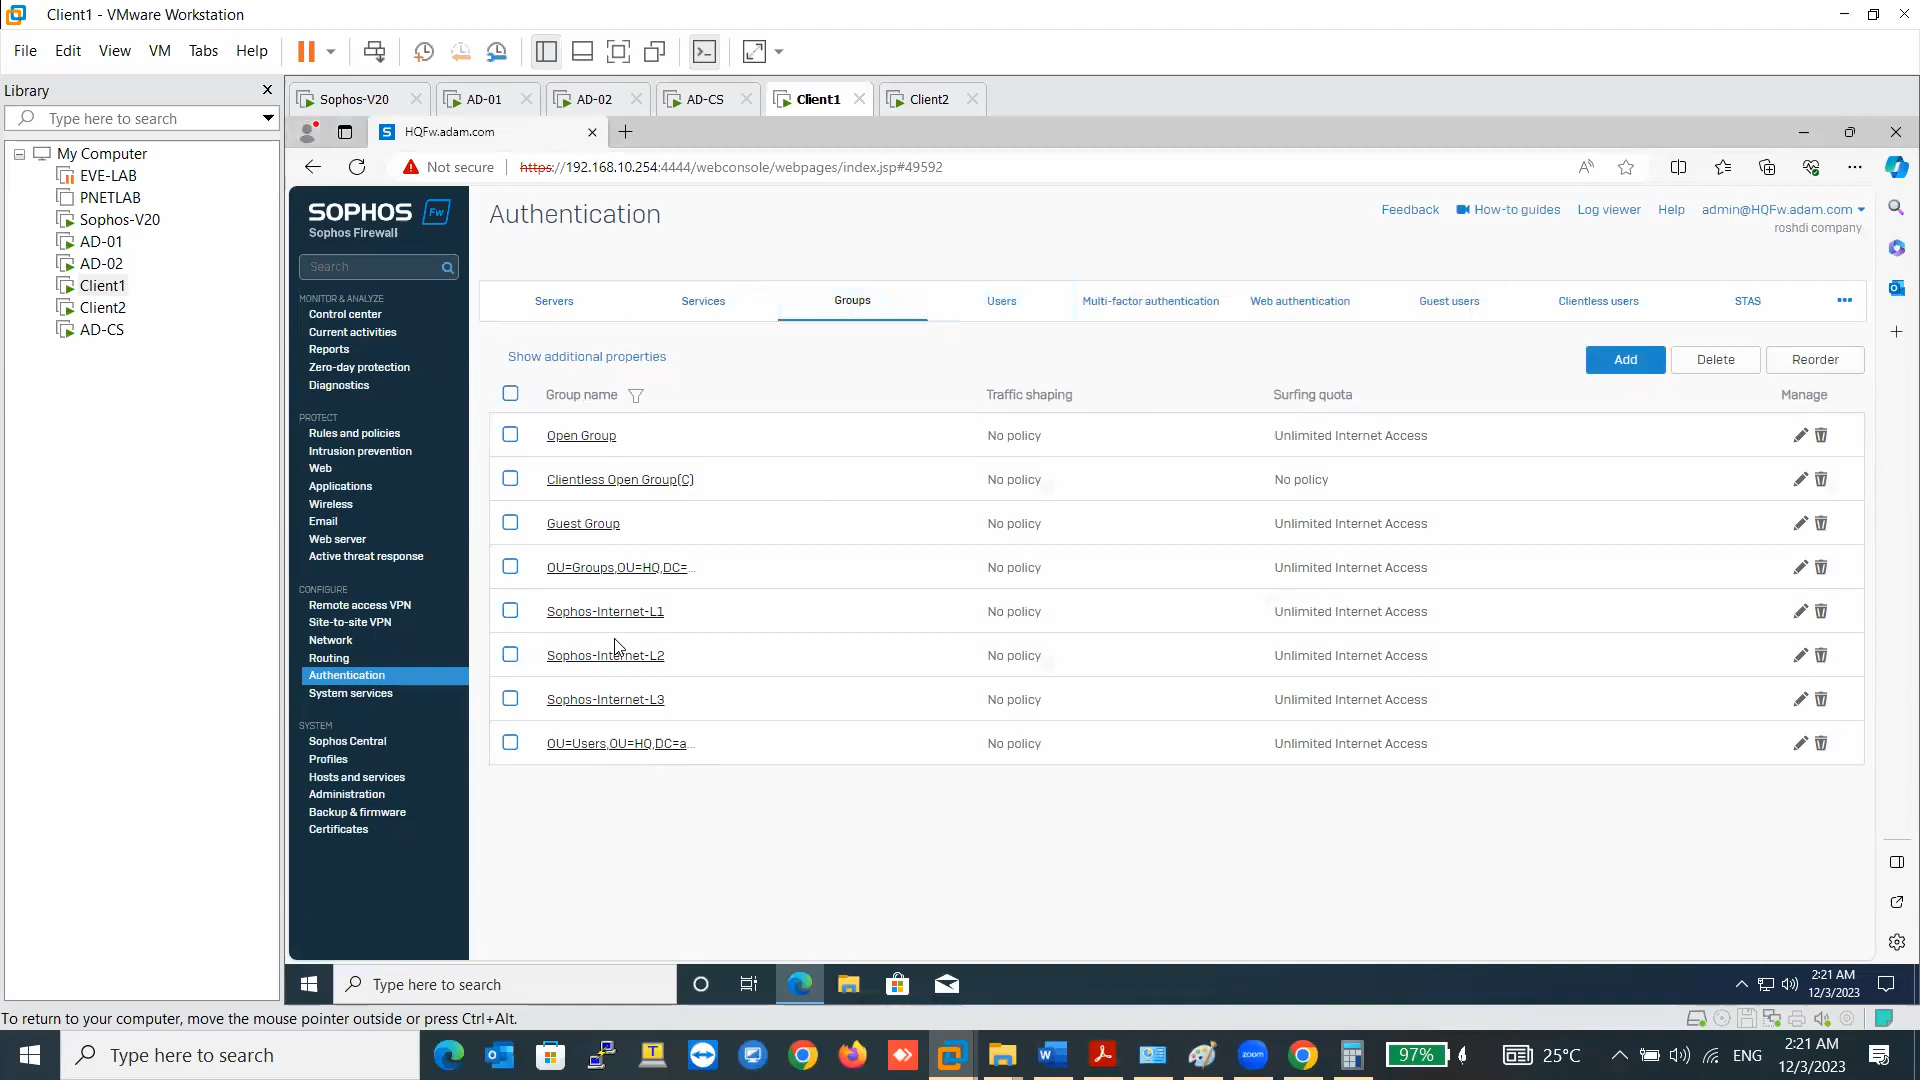 Client1 - VMware Workstation
File Edit View VM Tabs Help
Library
Type here to search
My Computer
EVE-LAB
PNETLAB
Sophos-V20
AD-01
AD-02
Client1
Client2
AD-CS
Sophos-V20 AD-01 AD-02 AD-CS Client1 Client2
S HQFw.adam.com
Not secure https://192.168.10.254:4444/webconsole/webpages/index.jsp#49592
SOPHOS Fw
Sophos Firewall
Search
MONITOR & ANALYZE
Control center
Current activities
Reports
Zero-day protection
Diagnostics
PROTECT
Rules and policies
Intrusion prevention
Web
Applications
Wireless
Email
Web server
Active threat response
CONFIGURE
Remote access VPN
Site-to-site VPN
Network
Routing
Authentication
System services
SYSTEM
Sophos Central
Profiles
Hosts and services
Administration
Backup & firmware
Certificates
Authentication
Feedback How-to guides Log viewer Help admin@HQFw.adam.com
roshdi company
Servers Services Groups Users Multi-factor authentication Web authentication Guest users Clientless users STAS
Show additional properties
Add Delete Reorder
Group name Traffic shaping Surfing quota Manage
Open Group No policy Unlimited Internet Access
Clientless Open Group(C) No policy No policy
Guest Group No policy Unlimited Internet Access
OU=Groups,OU=HQ,DC=... No policy Unlimited Internet Access
Sophos-Internet-L1 No policy Unlimited Internet Access
Sophos-Internet-L2 No policy Unlimited Internet Access
Sophos-Internet-L3 No policy Unlimited Internet Access
OU=Users,OU=HQ,DC=a... No policy Unlimited Internet Access
Type here to search
2:21 AM
12/3/2023
To return to your computer, move the mouse pointer outside or press Ctrl+Alt.
Type here to search
zoom
97%
25°C
ENG
2:21 AM
12/3/2023